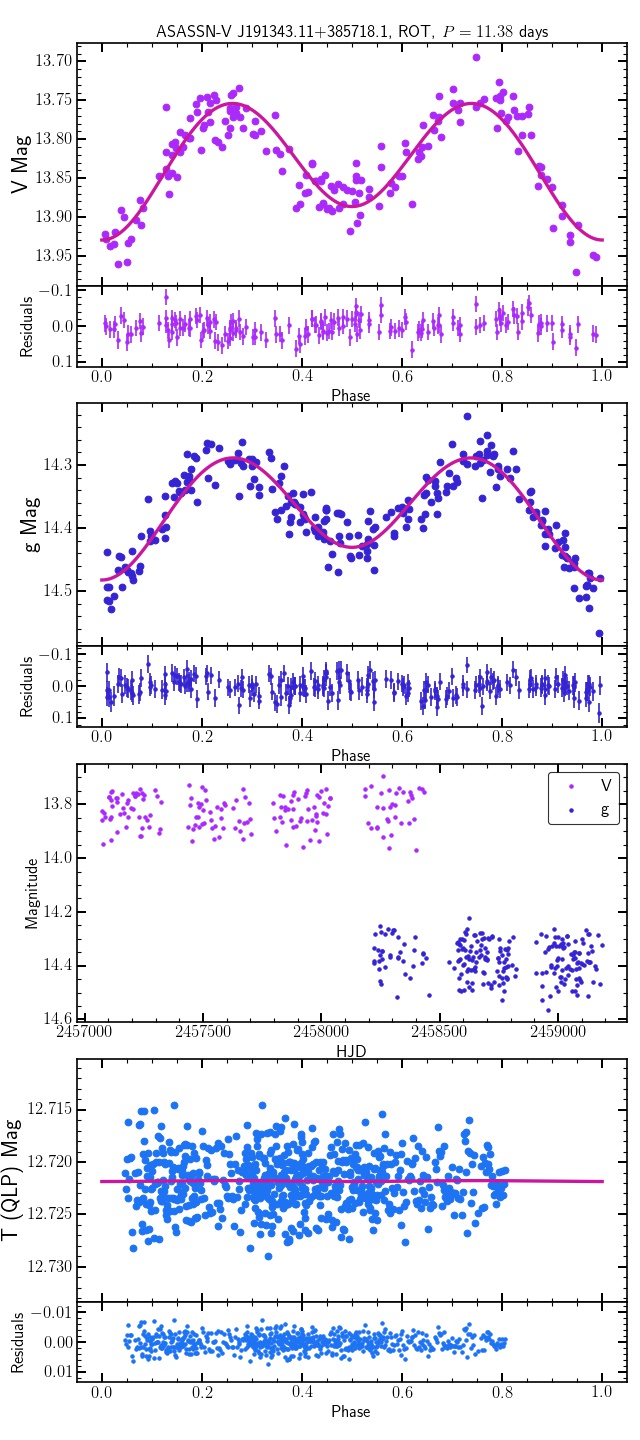 ASASSN-V J191343.11+385718.1, ROT, P = 11.38 days
13.70
13.75
13.80
13.85
13.90
13.95
V Mag
−0.1
0.0
0.1
Residuals
0.0 0.2 0.4 0.6 0.8 1.0
Phase
14.3
14.4
14.5
g Mag
−0.1
0.0
0.1
Residuals
0.0 0.2 0.4 0.6 0.8 1.0
Phase
13.8
14.0
14.2
14.4
14.6
Magnitude
V
g
2457000 2457500 2458000 2458500 2459000
HJD
12.715
12.720
12.725
12.730
T (QLP) Mag
−0.01
0.00
0.01
Residuals
0.0 0.2 0.4 0.6 0.8 1.0
Phase